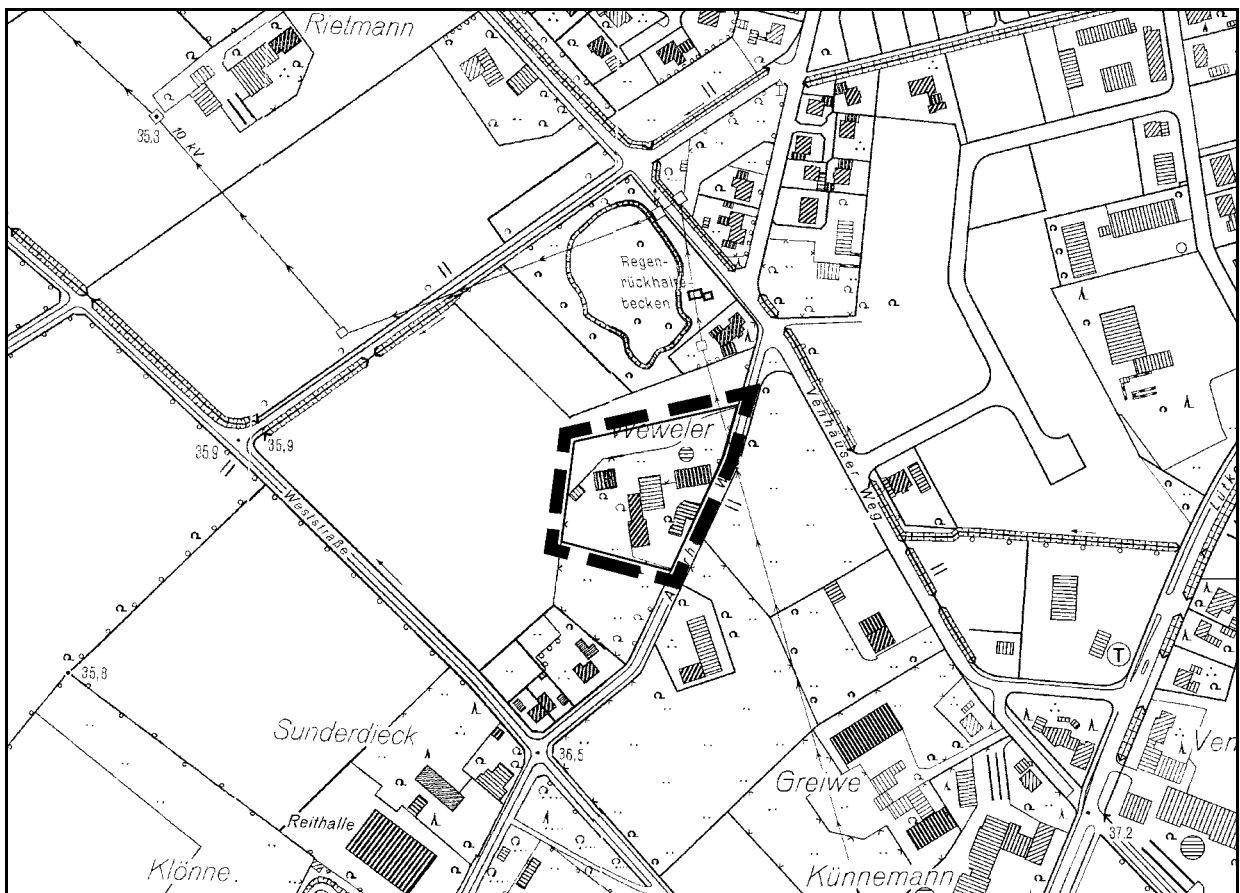 Rietmann
35,3
10 kV
Regen-
rückhalte-
becken
Weweler
Venhäuser Weg
35,9
35,9
Weststraße
35,8
T
Sunderdieck
36,5
Reithalle
Greiwe
37,2
Klönne.
Künnemann